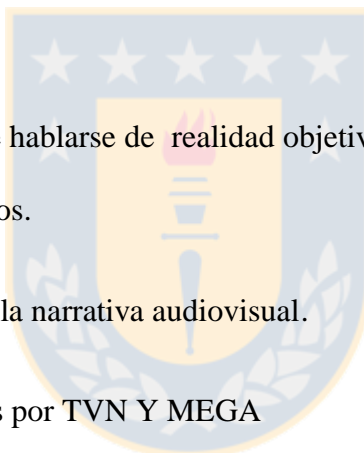 hablarse de realidad objetiv
os.
la narrativa audiovisual.
s por TVN Y MEGA